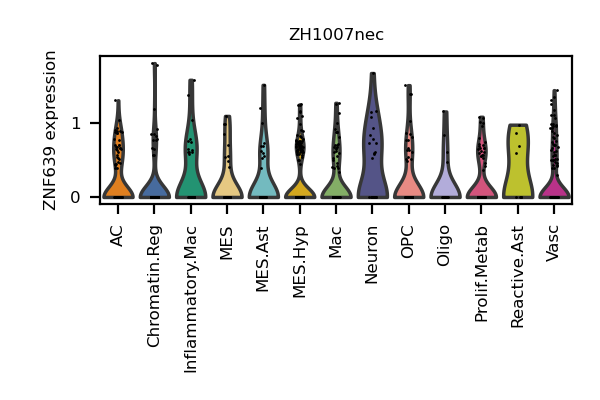 ZH1007nec
ZNF639 expression
1
0
AC
Chromatin.Reg
Inflammatory.Mac
MES
MES.Ast
MES.Hyp
Mac
Neuron
OPC
Oligo
Prolif.Metab
Reactive.Ast
Vasc